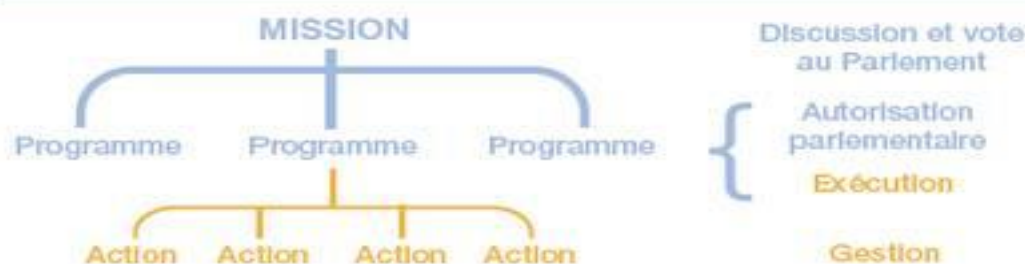 MISSION
Discussion et vote
au Parlement
Programme Programme Programme
Autorisation
parlementaire
Exécution
Action Action Action Action
Gestion